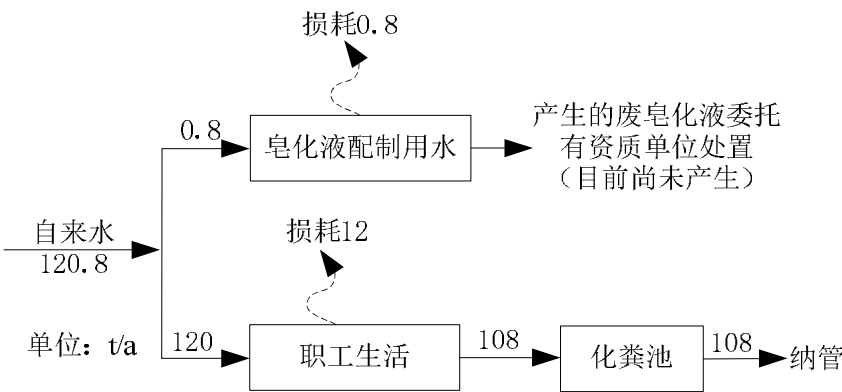 损耗0.8
0.8
皂化液配制用水
产生的废皂化液委托
有资质单位处置
（目前尚未产生）
自来水
120.8
损耗12
单位：t/a
120
职工生活
108
化粪池
108
纳管